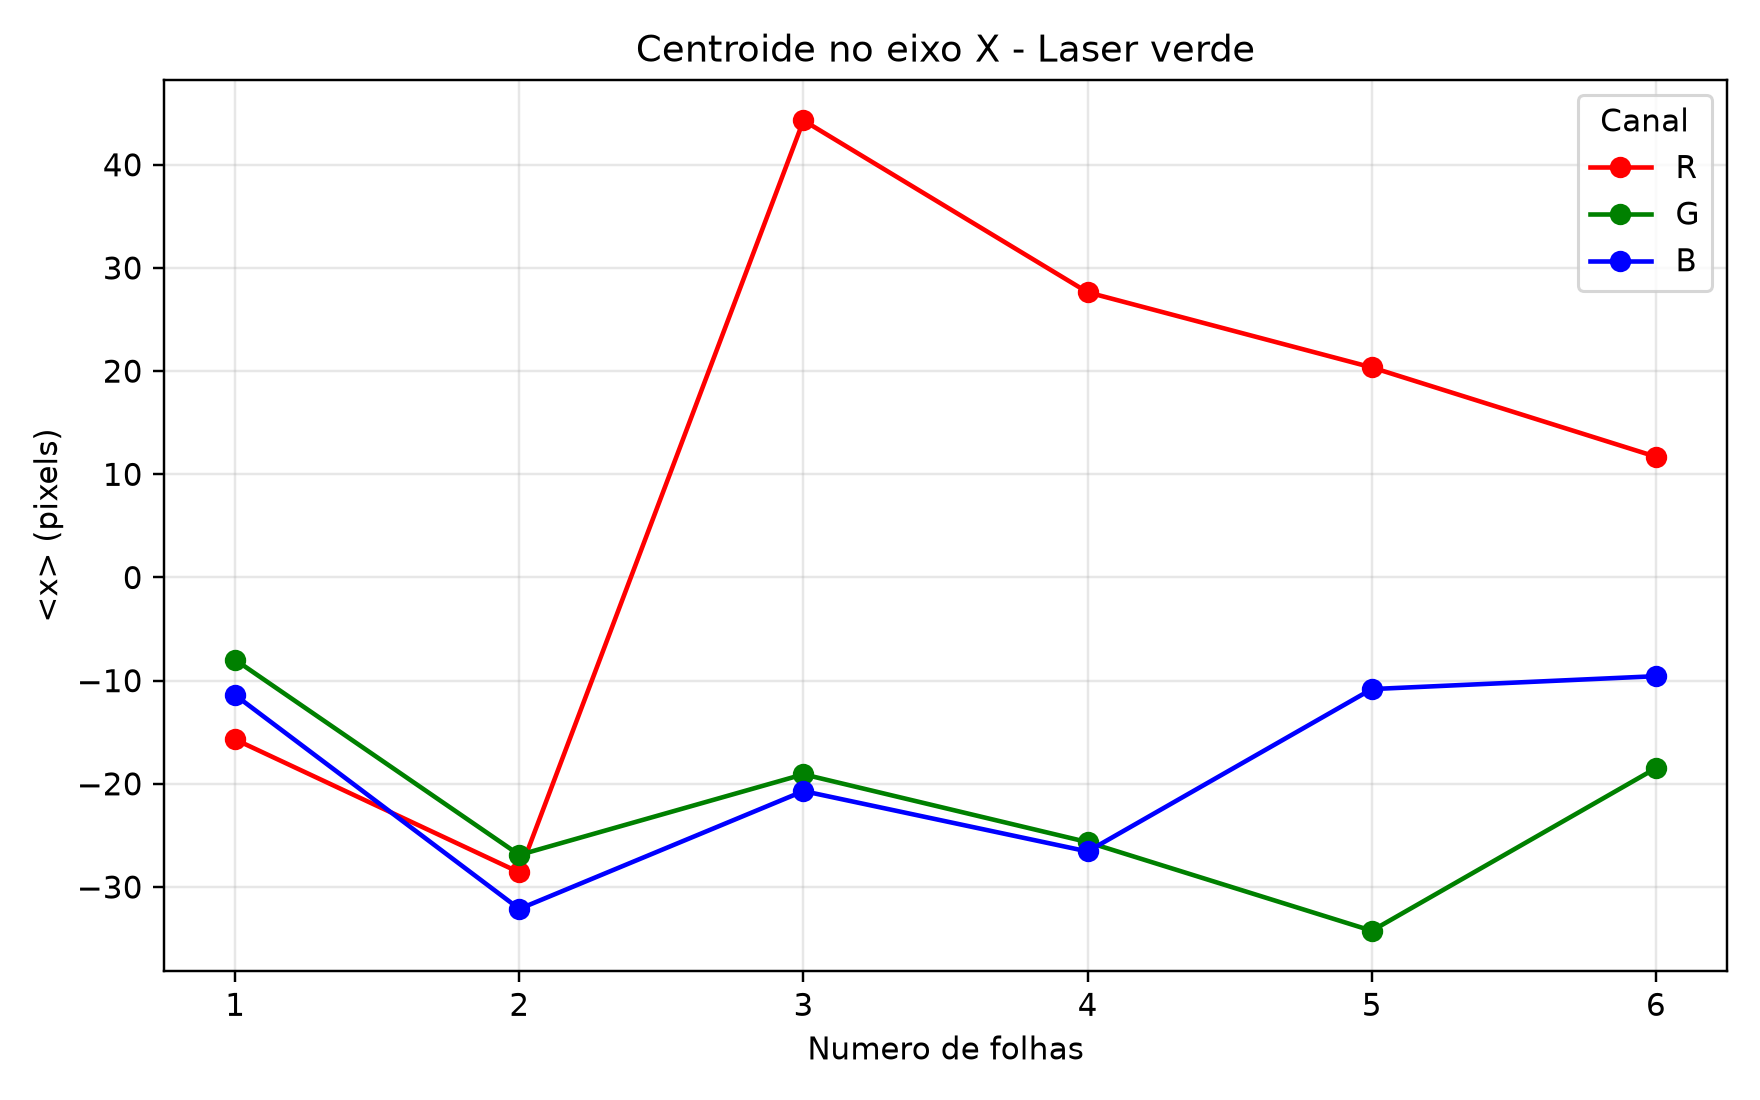 Centroide no eixo X - Laser verde
Canal
R
G
B
40
30
20
10
0
−10
−20
−30
<x> (pixels)
1 2 3 4 5 6
Numero de folhas